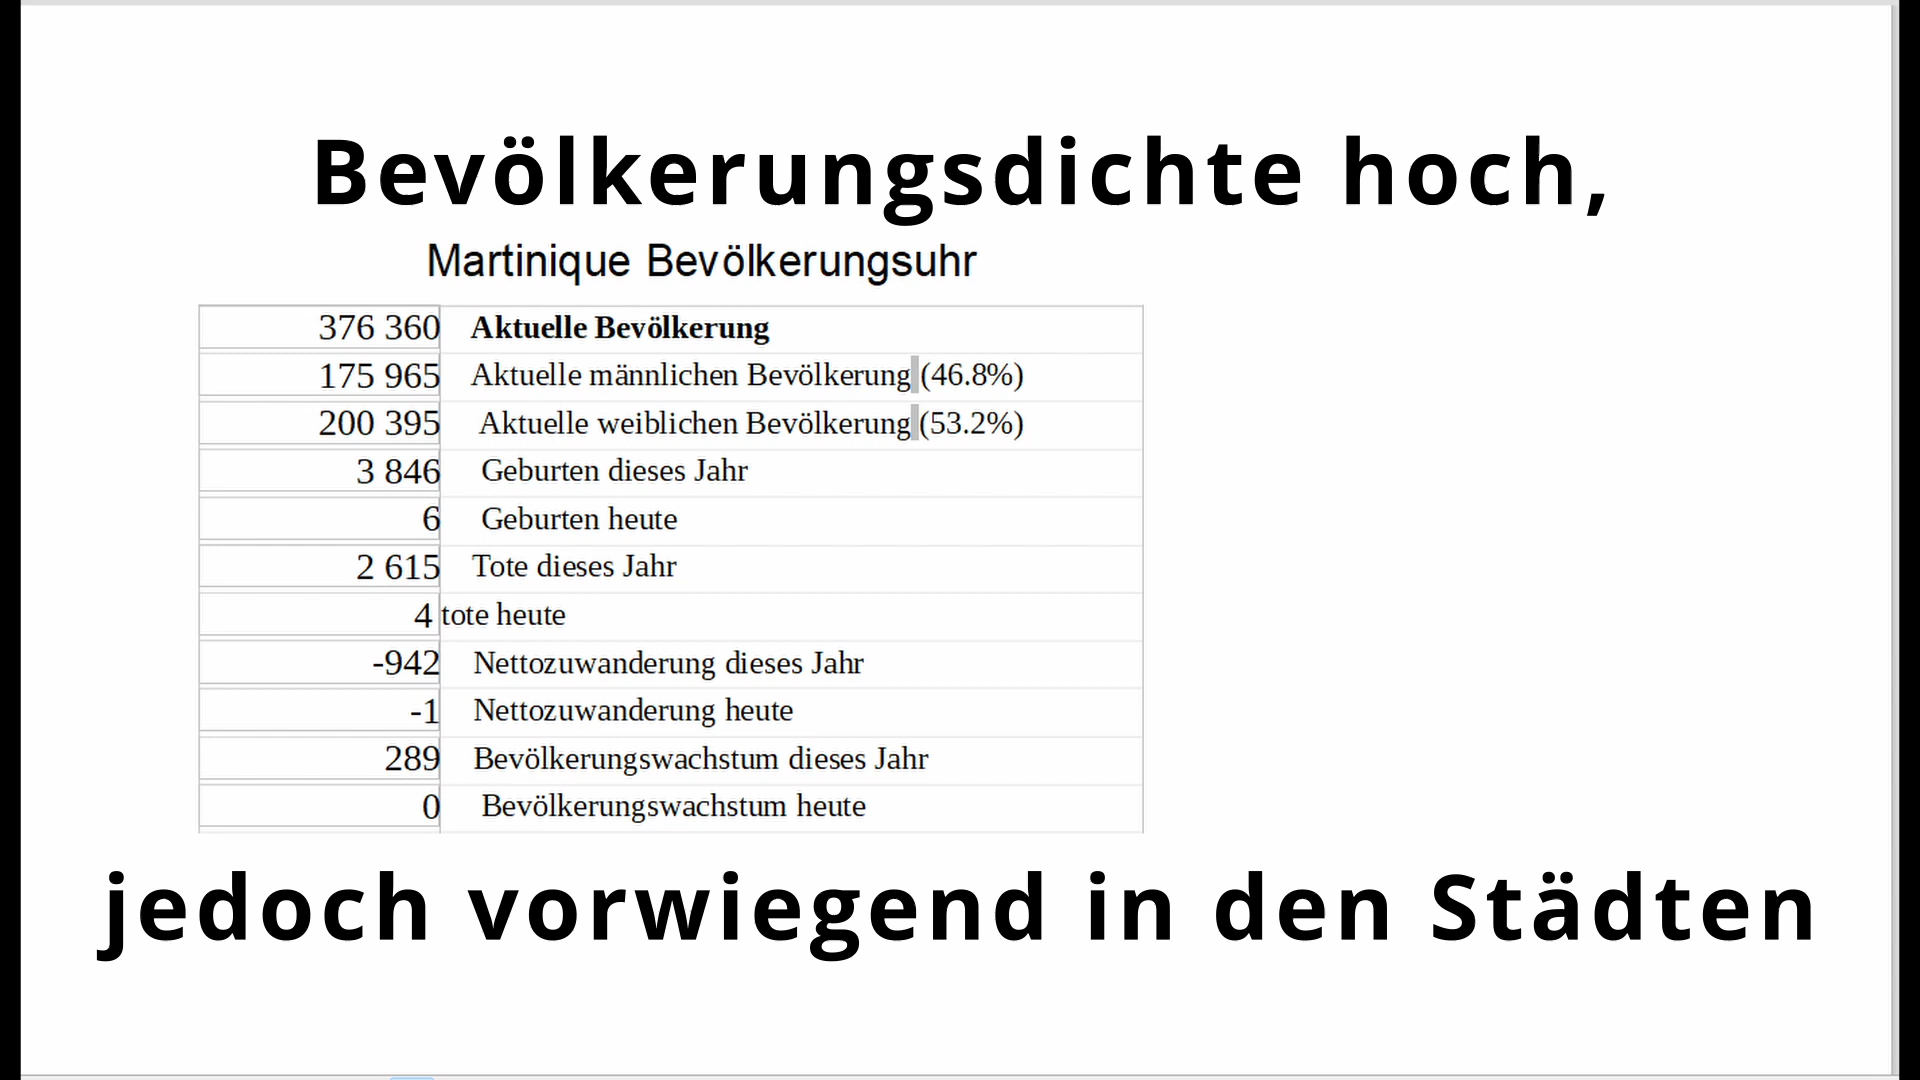 Bevölkerungsdichte hoch,
Martinique Bevölkerungsuhr
376 360 Aktuelle Bevölkerung
175 965 Aktuelle männlichen Bevölkerung (46.8%)
200 395 Aktuelle weiblichen Bevölkerung (53.2%)
3 846 Geburten dieses Jahr
6 Geburten heute
2 615 Tote dieses Jahr
4 tote heute
-942 Nettozuwanderung dieses Jahr
-1 Nettozuwanderung heute
289 Bevölkerungswachstum dieses Jahr
0 Bevölkerungswachstum heute
jedoch vorwiegend in den Städten